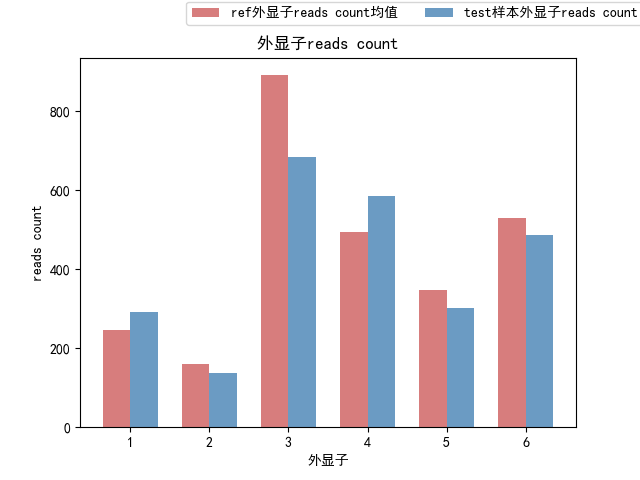 ref外显子reads count均值
test样本外显子reads count
外显子reads count
800
600
400
200
0
reads count
1 2 3 4 5 6
外显子